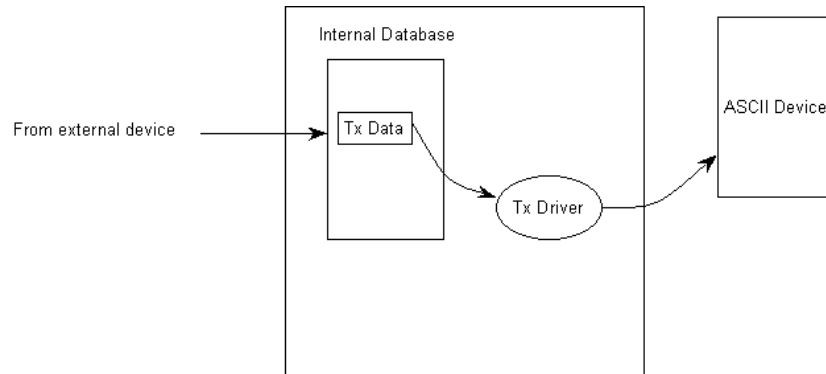 Internal Database
ASCII Device
Tx Data
From external device
Tx Driver